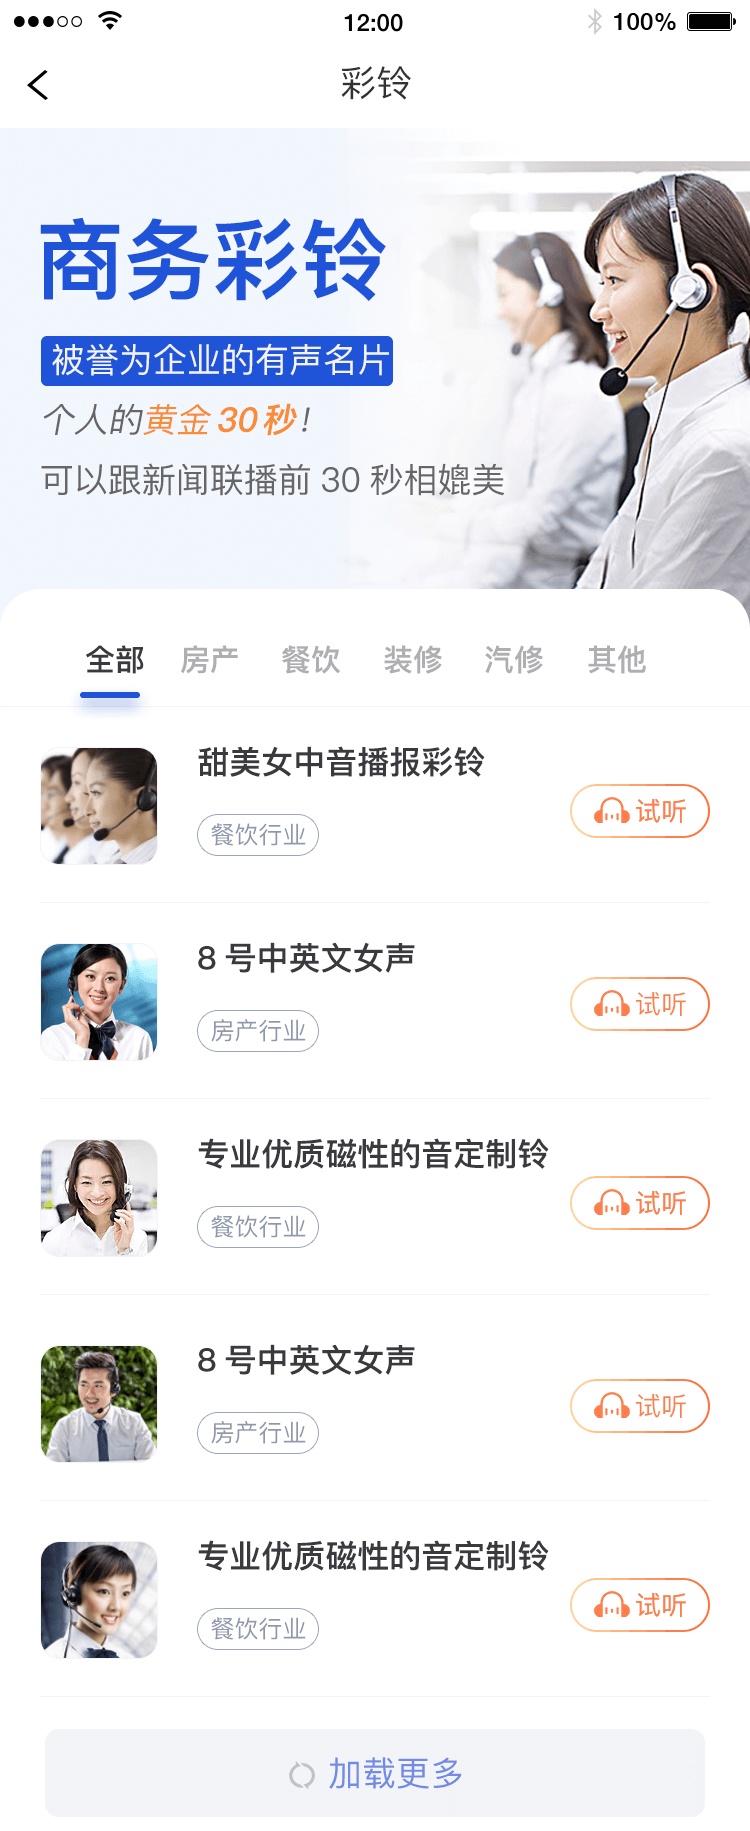 12:00
100%
彩铃
商务彩铃
被誉为企业的有声名片
个人的黄金30秒！
可以跟新闻联播前 30 秒相媲美
全部 房产 餐饮 装修 汽修 其他
甜美女中音播报彩铃
餐饮行业
试听
8 号中英文女声
房产行业
试听
专业优质磁性的音定制铃
餐饮行业
试听
8 号中英文女声
房产行业
试听
专业优质磁性的音定制铃
餐饮行业
试听
加载更多